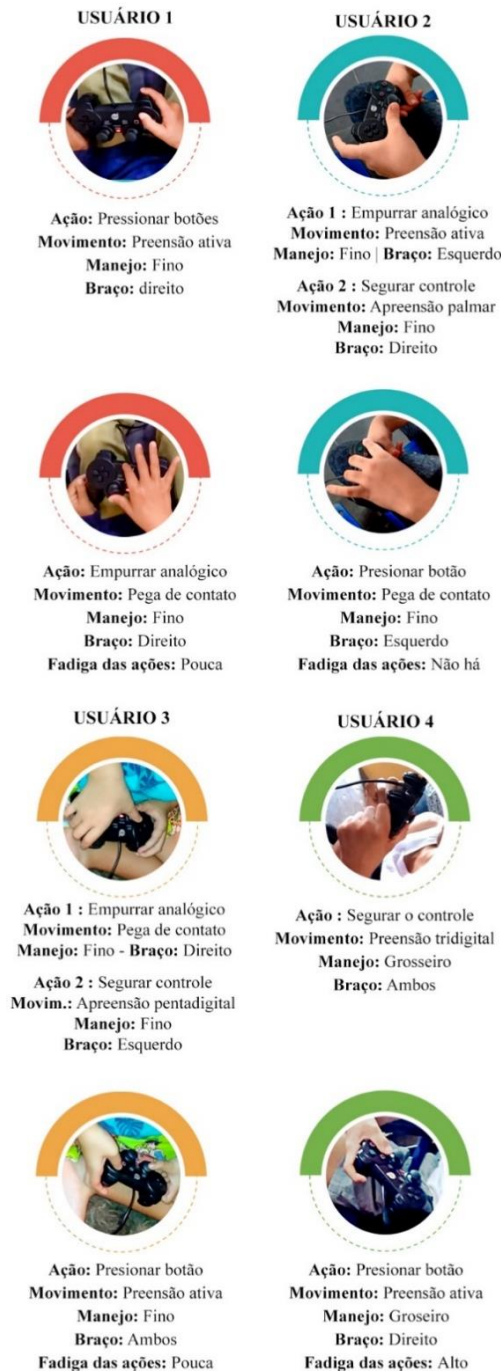 USUÁRIO 1
Ação: Pressionar botões
Movimento: Preensão ativa
Manejo: Fino
Braço: direito
USUÁRIO 2
Ação 1 : Empurrar analógico
Movimento: Preensão ativa
Manejo: Fino | Braço: Esquerdo
Ação 2 : Segurar controle
Movimento: Apreensão palmar
Manejo: Fino
Braço: Direito
Ação: Empurrar analógico
Movimento: Pega de contato
Manejo: Fino
Braço: Direito
Fadiga das ações: Pouca
Ação: Presionar botão
Movimento: Pega de contato
Manejo: Fino
Braço: Esquerdo
Fadiga das ações: Não há
USUÁRIO 3
Ação 1 : Empurrar analógico
Movimento: Pega de contato
Manejo: Fino - Braço: Direito
Ação 2 : Segurar controle
Movim.: Apreensão pentadigital
Manejo: Fino
Braço: Esquerdo
USUÁRIO 4
Ação : Segurar o controle
Movimento: Preensão tridigital
Manejo: Grosseiro
Braço: Ambos
Ação: Presionar botão
Movimento: Preensão ativa
Manejo: Fino
Braço: Ambos
Fadiga das ações: Pouca
Ação: Presionar botão
Movimento: Preensão ativa
Manejo: Groseiro
Braço: Direito
Fadiga das ações: Alto